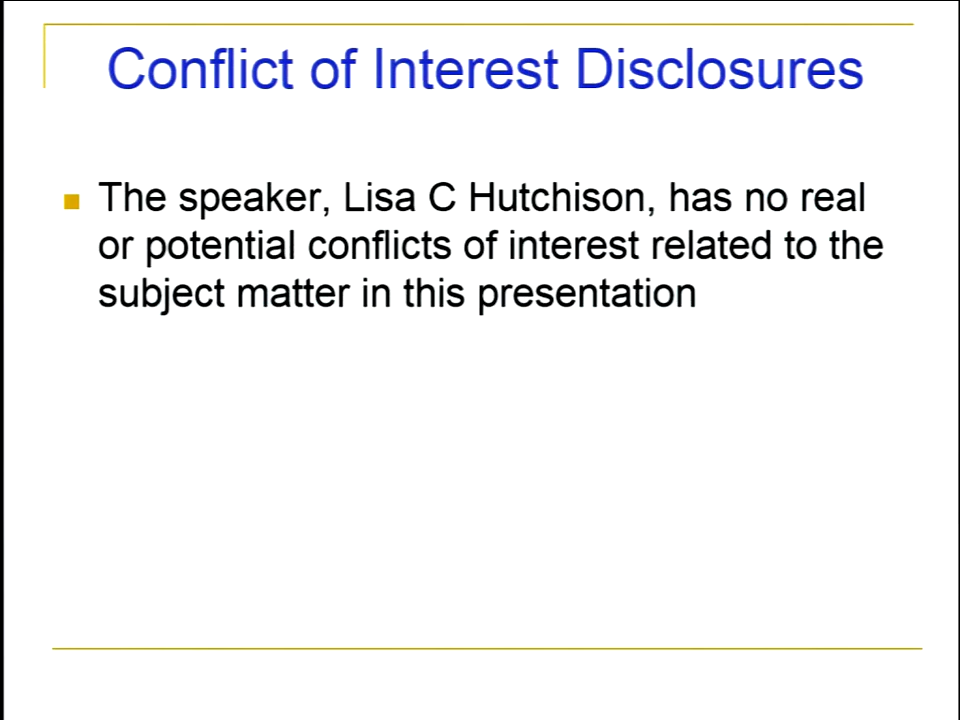 Conflict of Interest Disclosures
The speaker, Lisa C Hutchison, has no real
or potential conflicts of interest related to the
subject matter in this presentation